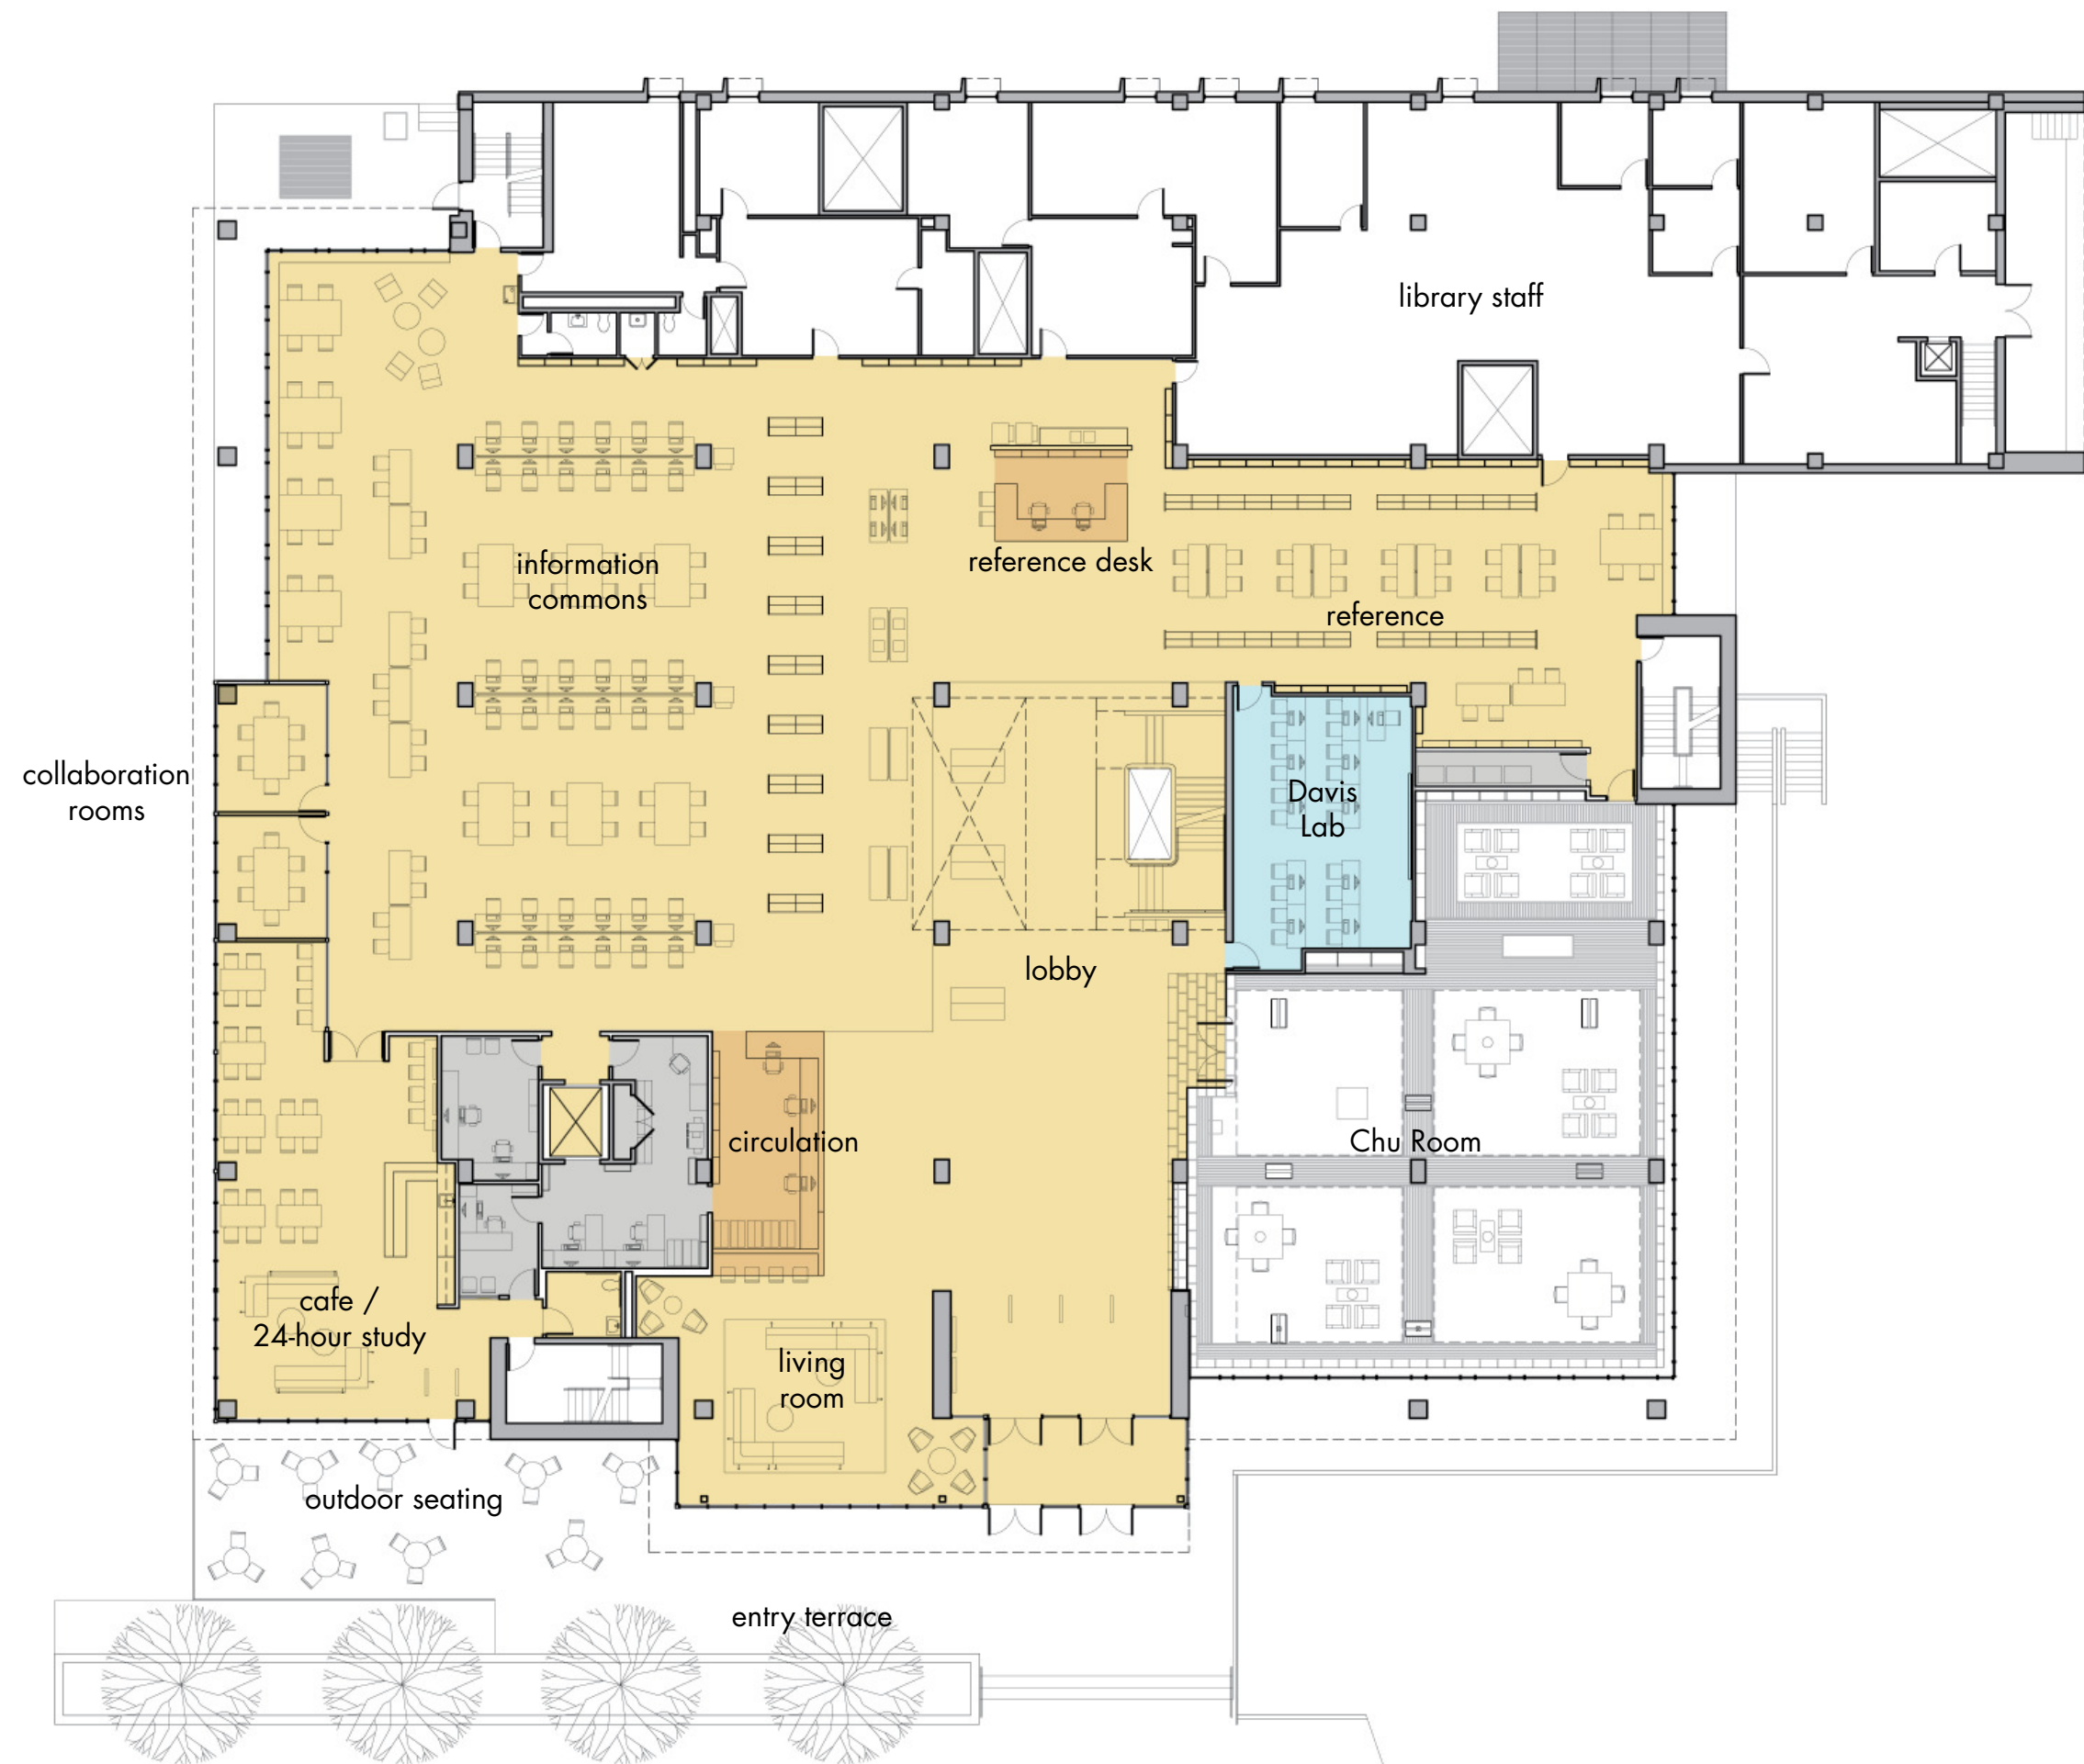 library staff
information
commons
reference desk
reference
collaboration
rooms
Davis
Lab
lobby
circulation
Chu Room
cafe /
24-hour study
living
room
outdoor seating
entry terrace